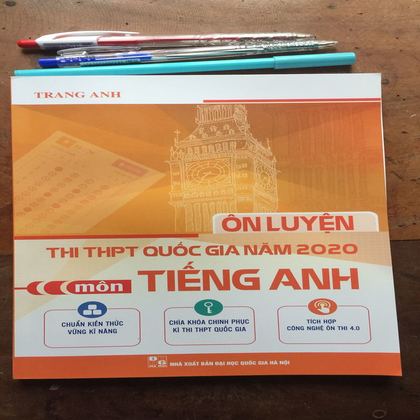 TRANG ANH
ÔN LUYỆN
THI THPT QUỐC GIA NĂM 2020
môn TIẾNG ANH
CHUẨN KIẾN THỨC
VỮNG KĨ NĂNG
CHÌA KHÓA CHINH PHỤC
KÌ THI THPT QUỐC GIA
TÍCH HỢP
CÔNG NGHỆ ÔN THI 4.0
NHÀ XUẤT BẢN ĐẠI HỌC QUỐC GIA HÀ NỘI